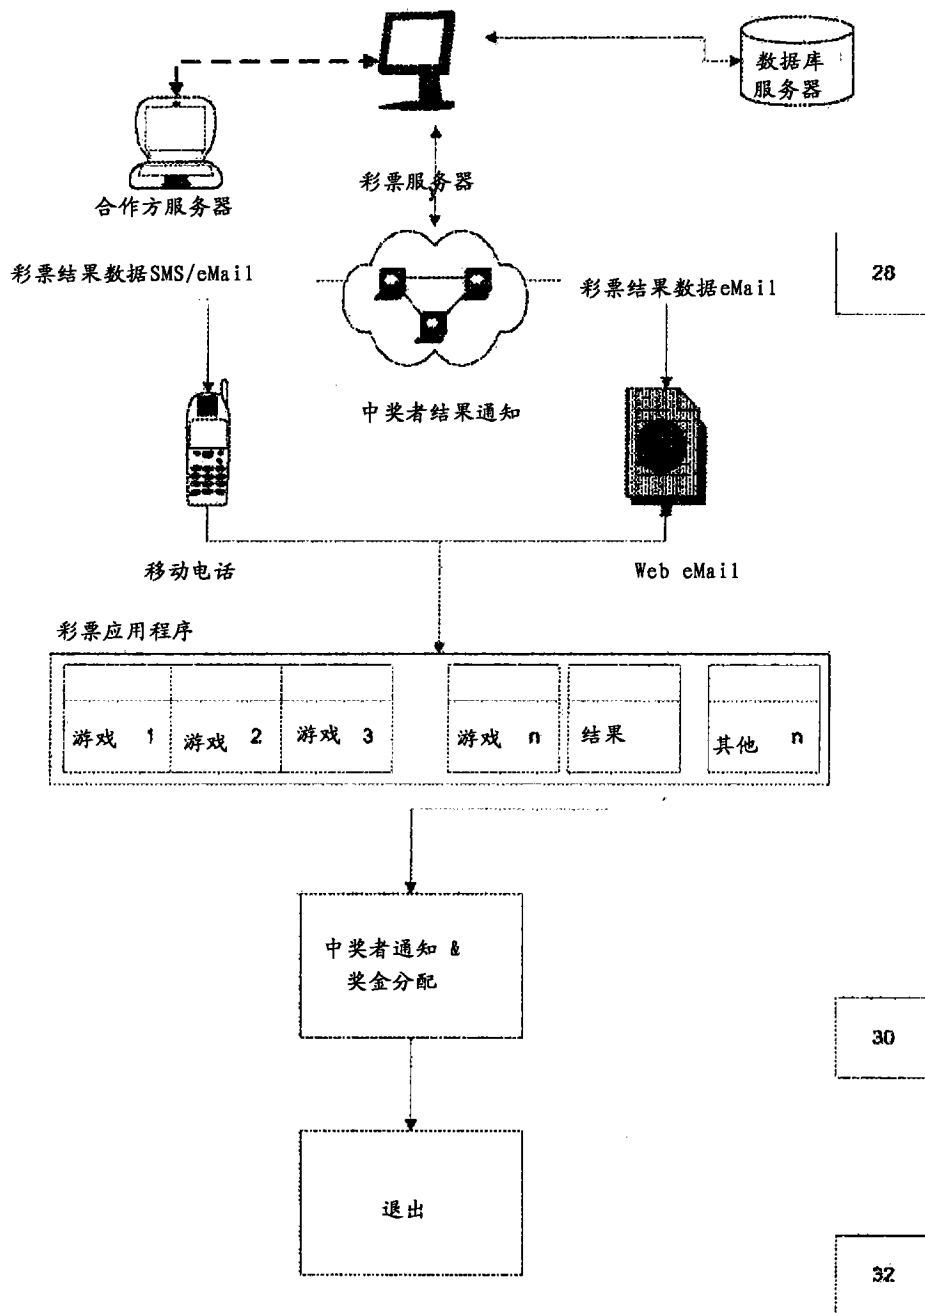 数据库
服务器
彩票服务器
合作方服务器
彩票结果数据SMS/eMail
彩票结果数据eMail
28
中奖者结果通知
移动电话
Web eMail
彩票应用程序
游戏 1
游戏 2
游戏 3
游戏 n
结果
其他 n
中奖者通知 &
奖金分配
30
退出
32